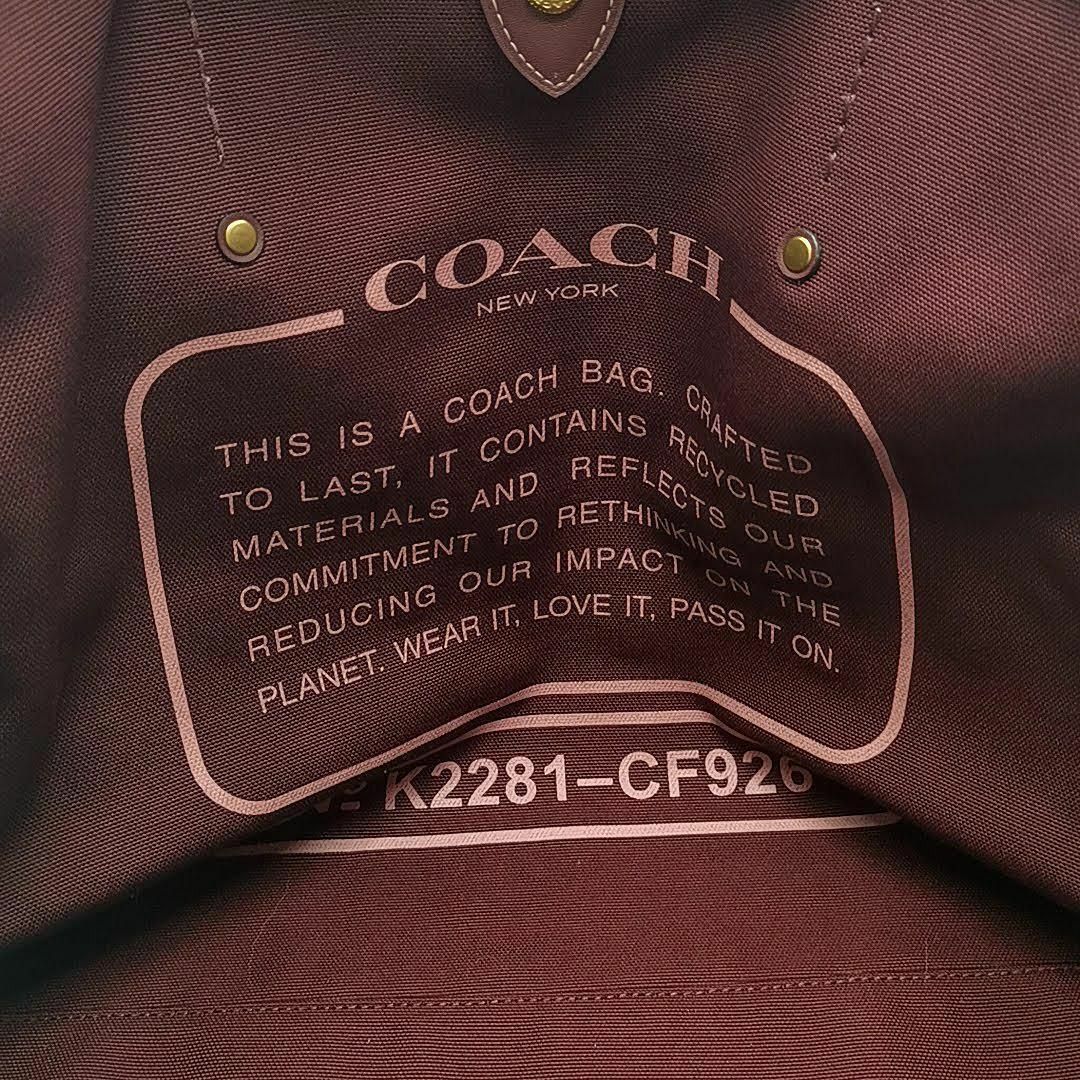 COACH
NEW YORK
THIS IS A COACH BAG. CRAFTED
TO LAST, IT CONTAINS RECYCLED
MATERIALS AND REFLECTS OUR
COMMITMENT TO RETHINKING AND
REDUCING OUR IMPACT ON THE
PLANET. WEAR IT, LOVE IT, PASS IT ON.
Nº K2281–CF926